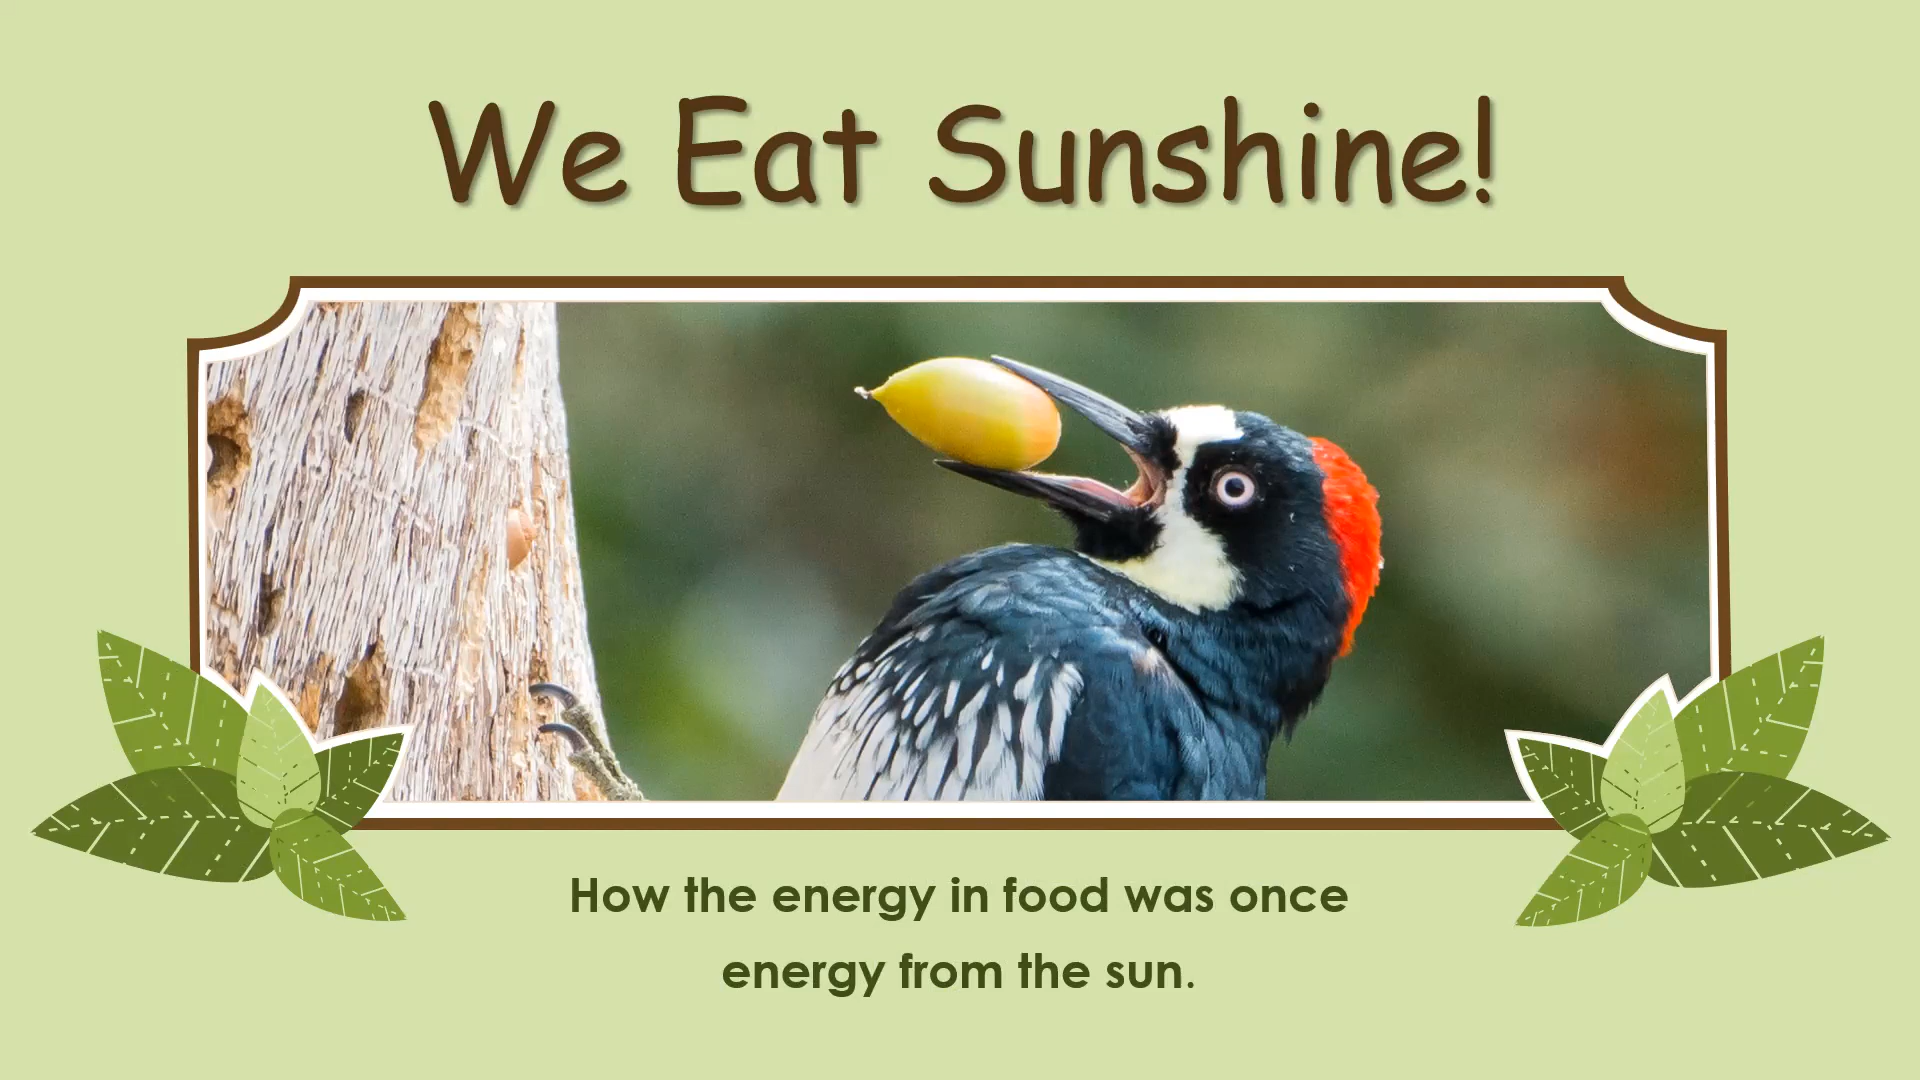 We Eat Sunshine!
How the energy in food was once
energy from the sun.